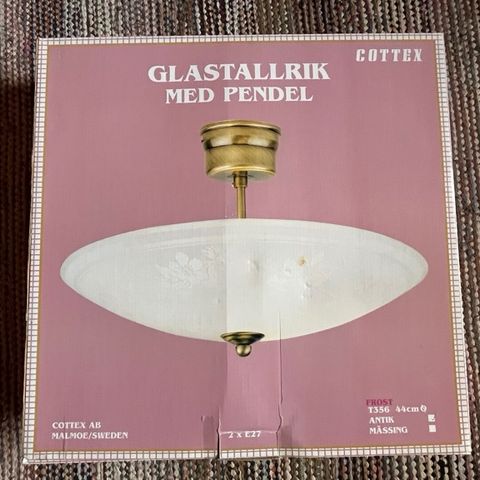 COTTEX
GLASTALLRIK
MED PENDEL
FROST
T356 44cm Ø
ANTIK
MÄSSING
COTTEX AB
MALMOE/SWEDEN
2 x E27